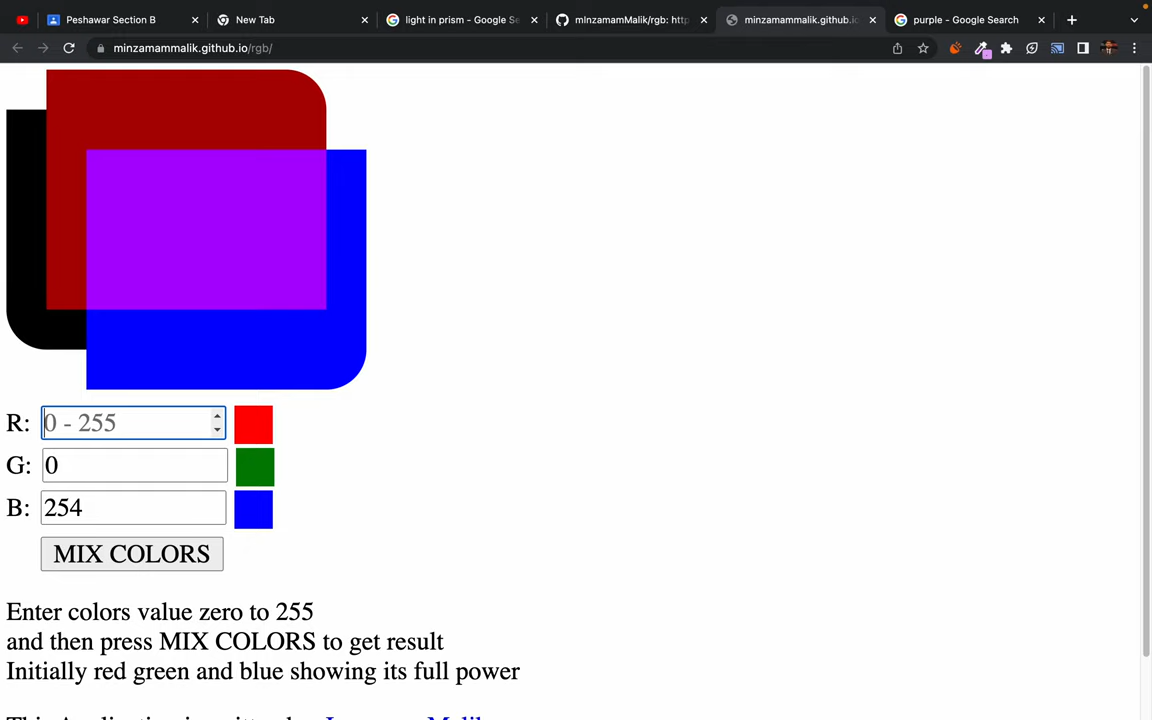 Peshawar Section B
New Tab
light in prism - Google Se
mInzamamMalik/rgb: http
minzamammalik.github.io
purple - Google Search
minzamammalik.github.io/rgb/
R: 0 - 255
G: 0
B: 254
MIX COLORS
Enter colors value zero to 255
and then press MIX COLORS to get result
Initially red green and blue showing its full power